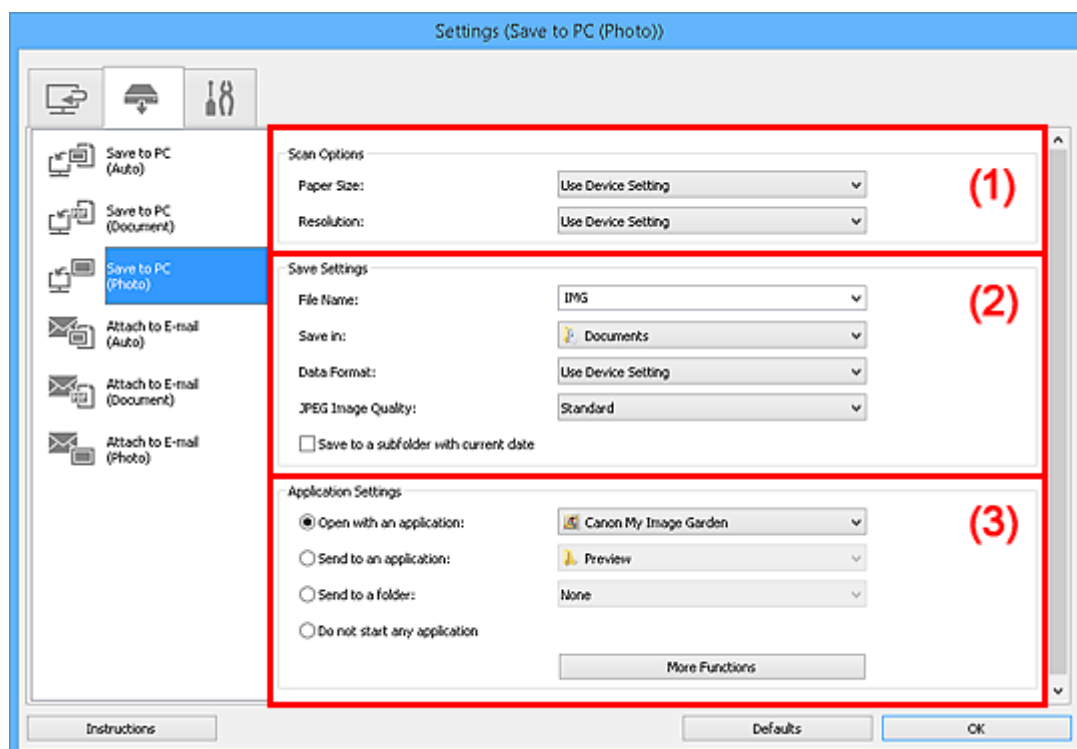 Settings (Save to PC (Photo))
Save to PC
(Auto)
Save to PC
(Document)
Save to PC
(Photo)
Attach to E-mail
(Auto)
Attach to E-mail
(Document)
Attach to E-mail
(Photo)
Scan Options
(1)
Paper Size: Use Device Setting
Resolution: Use Device Setting
Save Settings
(2)
File Name: IMG
Save in: Documents
Data Format: Use Device Setting
JPEG Image Quality: Standard
Save to a subfolder with current date
Application Settings
(3)
Open with an application: Canon My Image Garden
Send to an application: Preview
Send to a folder: None
Do not start any application
More Functions
Instructions Defaults OK